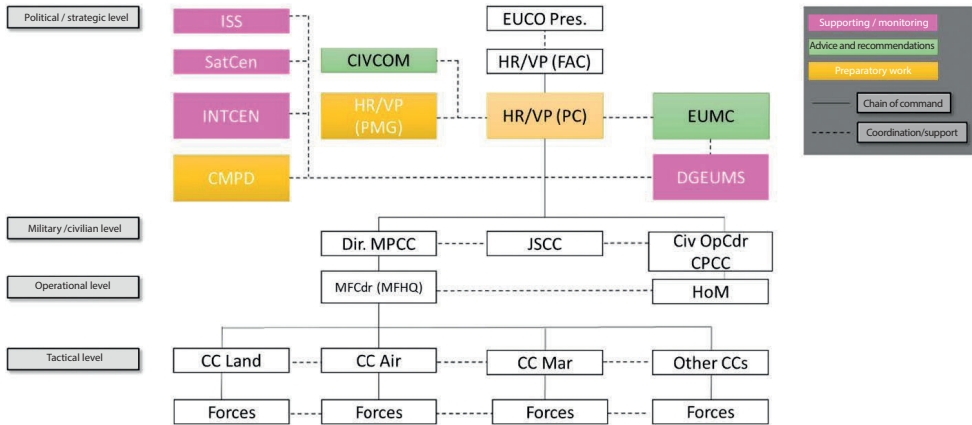 Political / strategic level
ISS
EUCO Pres.
Supporting / monitoring
SatCen
CIVCOM
HR/VP (FAC)
Advice and recommendations
Preparatory work
INTCEN
HR/VP
(PMG)
HR/VP (PC)
EUMC
Chain of command
Coordination/support
CMPD
DGEUMS
Military /civilian level
Dir. MPCC
JSCC
Civ OpCdr
CPCC
Operational level
MFCdr (MFHQ)
HoM
Tactical level
CC Land
CC Air
CC Mar
Other CCs
Forces
Forces
Forces
Forces